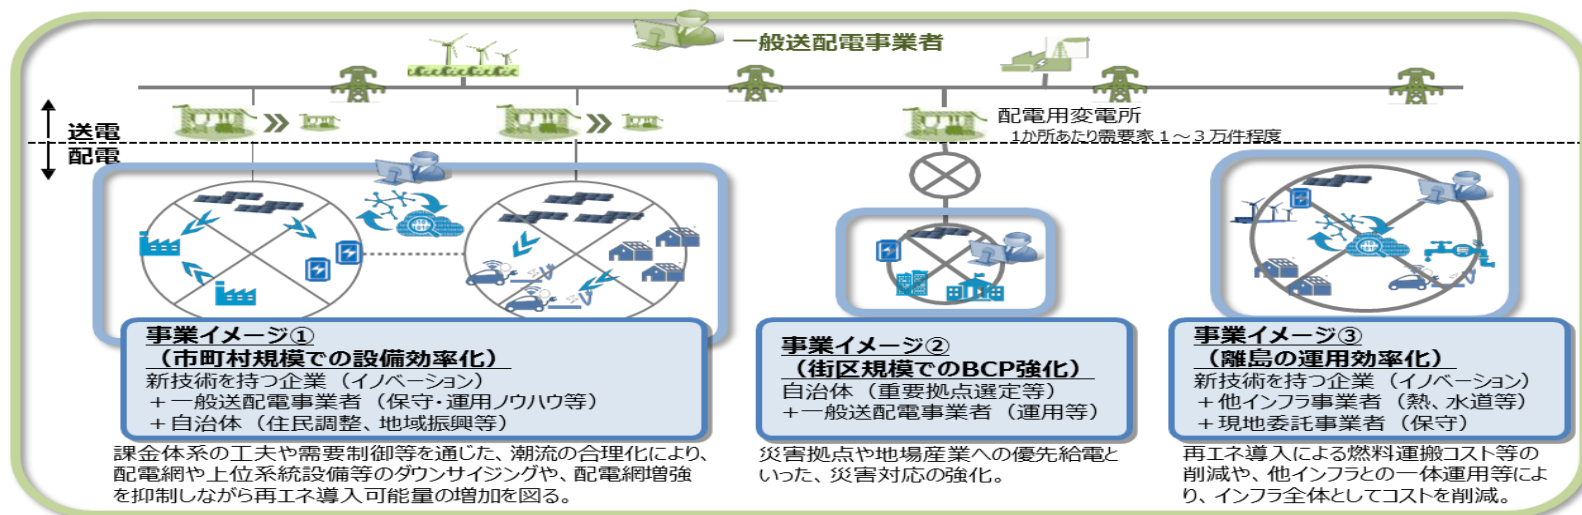 一般送配電事業者
配電用変電所
1か所あたり需要家１～３万件程度
送電
配電
事業イメージ①
（市町村規模での設備効率化）
新技術を持つ企業（イノベーション）
＋一般送配電事業者（保守・運用ノウハウ等）
＋自治体（住民調整、地域振興等）
課金体系の工夫や需要制御等を通じた、潮流の合理化により、
配電網や上位系統設備等のダウンサイジングや、配電網増強
を抑制しながら再エネ導入可能量の増加を図る。
事業イメージ②
（街区規模でのBCP強化）
自治体（重要拠点選定等）
＋一般送配電事業者（運用等）
災害拠点や地場産業への優先給電と
いった、災害対応の強化。
事業イメージ③
（離島の運用効率化）
新技術を持つ企業（イノベーション）
＋他インフラ事業者（熱、水道等）
＋現地委託事業者（保守）
再エネ導入による燃料運搬コスト等の
削減や、他インフラとの一体運用等によ
り、インフラ全体としてコストを削減。